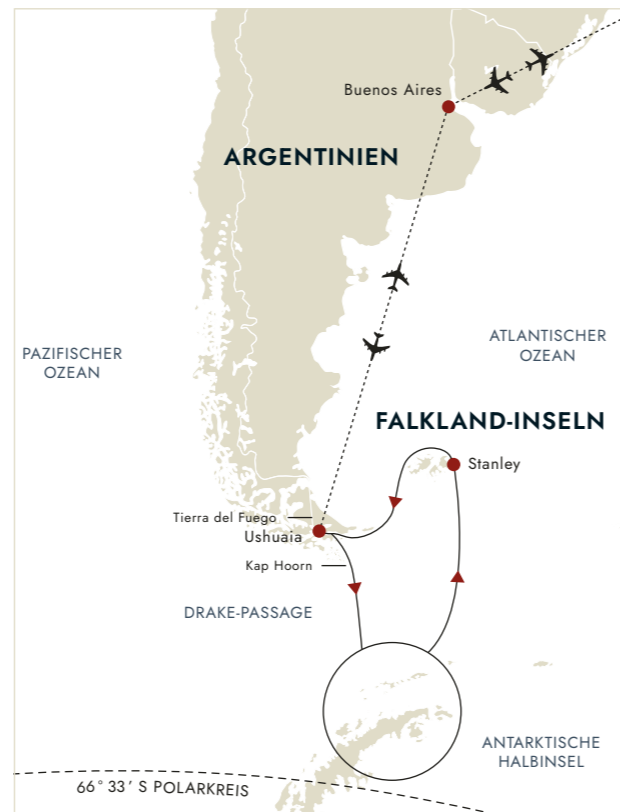 Buenos Aires
ARGENTINIEN
PAZIFISCHER
OZEAN
ATLANTISCHER
OZEAN
FALKLAND-INSELN
Stanley
Tierra del Fuego
Ushuaia
Kap Hoorn
DRAKE-PASSAGE
ANTARKTISCHE
HALBINSEL
66° 33’ S POLARKREIS